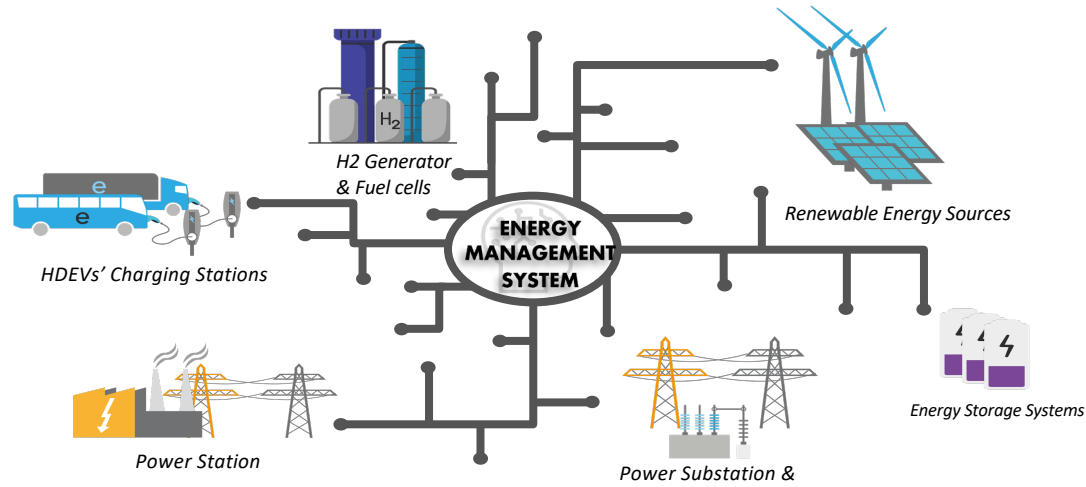 H2
H2 Generator
& Fuel cells
Renewable Energy Sources
e
e
HDEVs' Charging Stations
ENERGY
MANAGEMENT
SYSTEM
Energy Storage Systems
Power Station
Power Substation &